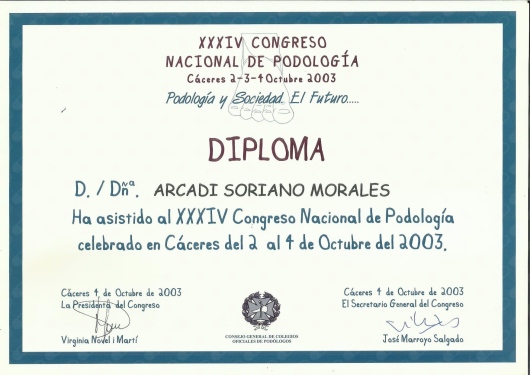 XXXIV CONGRESO
NACIONAL DE PODOLOGÍA
Cáceres 2-3-4 Octubre 2003
Podología y Sociedad. El Futuro.....
DIPLOMA
D. / Dñª. ARCADI SORIANO MORALES
Ha asistido al XXXIV Congreso Nacional de Podología
celebrado en Cáceres del 2 al 4 de Octubre del 2003.
Cáceres 4 de Octubre de 2003
La Presidenta del Congreso
Virginia Novel i Martí
CONSEJO GENERAL DE COLEGIOS
OFICIALES DE PODÓLOGOS
Cáceres 4 de Octubre de 2003
El Secretario General del Congreso
José Marroyo Salgado